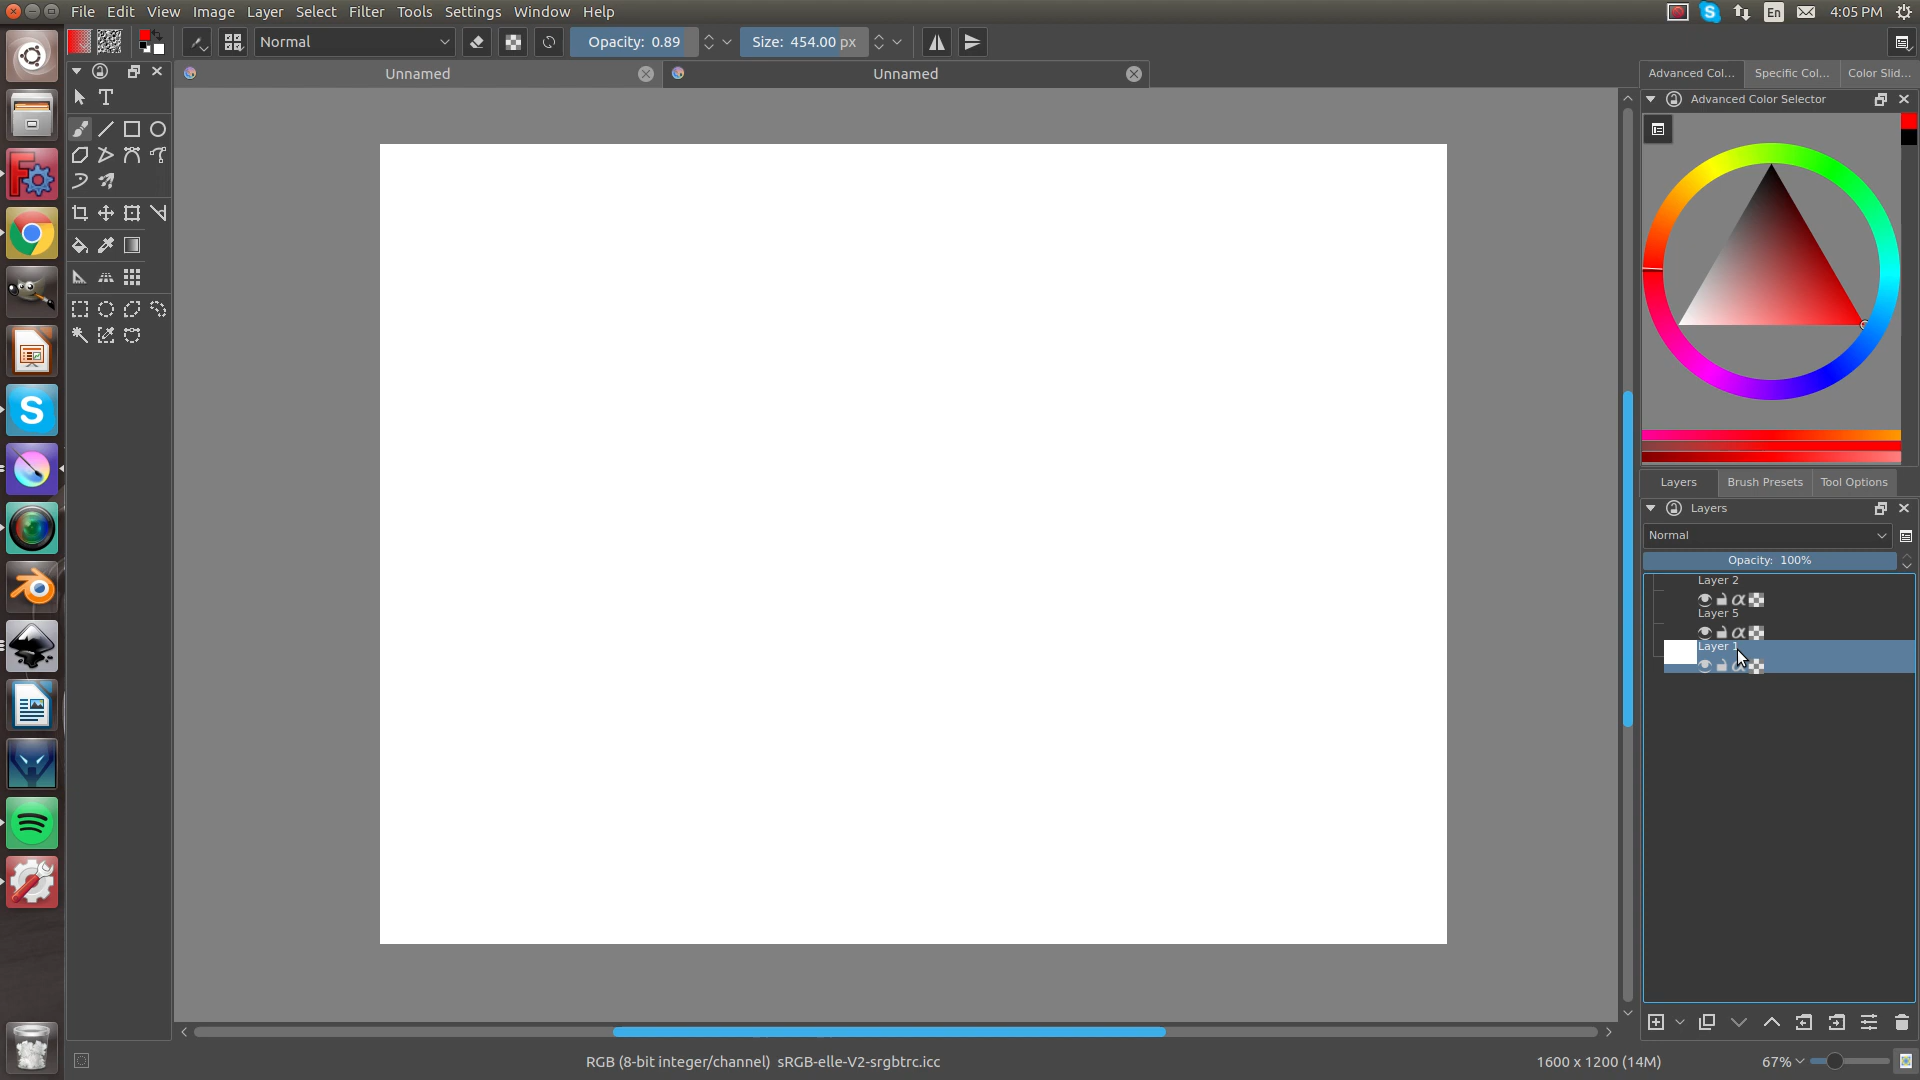 File Edit View Image Layer Select Filter Tools Settings Window Help
En 4:05 PM
Normal Opacity: 0.89 Size: 454.00 px
Unnamed Unnamed
Advanced Col... Specific Col... Color Slid...
Advanced Color Selector
Layers Brush Presets Tool Options
Layers
Normal
Opacity: 100%
Layer 2
Layer 5
Layer 1
RGB (8-bit integer/channel) sRGB-elle-V2-srgbtrc.icc 1600 x 1200 (14M) 67%